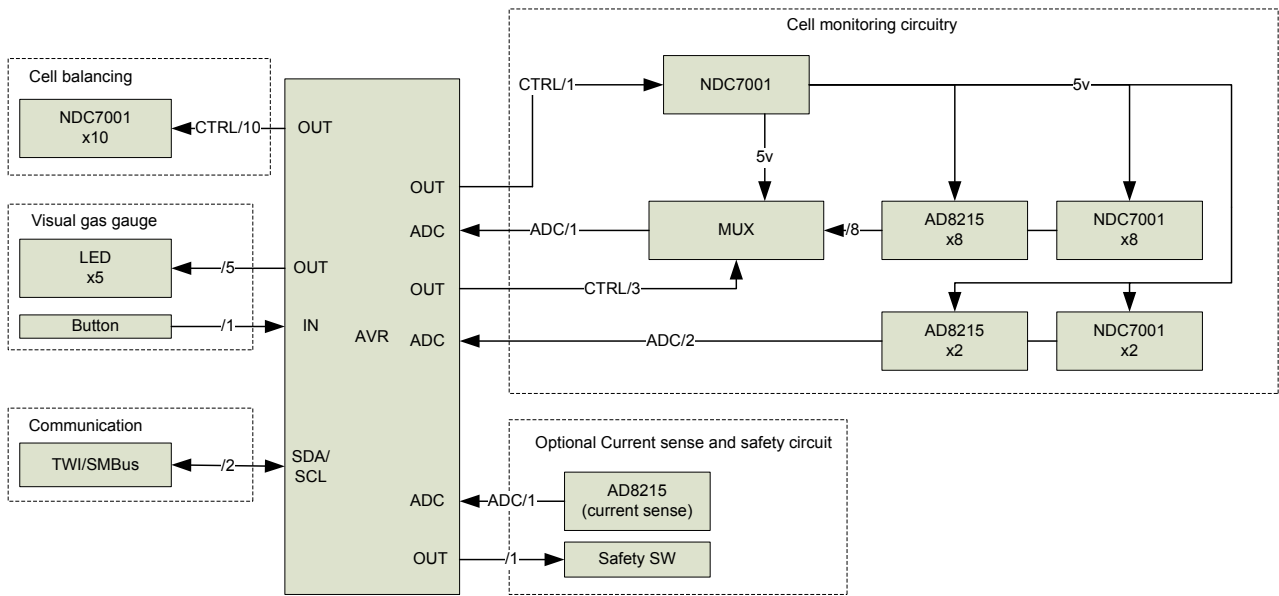 Cell monitoring circuitry
Cell balancing
NDC7001
x10
CTRL/10
OUT
Visual gas gauge
LED
x5
/5
OUT
Button
/1
IN
Communication
TWI/SMBus
/2
SDA/
SCL
AVR
OUT
CTRL/1
NDC7001
5v
5v
ADC
ADC/1
MUX
/8
AD8215
x8
NDC7001
x8
OUT
CTRL/3
ADC
ADC/2
AD8215
x2
NDC7001
x2
Optional Current sense and safety circuit
ADC
ADC/1
AD8215
(current sense)
OUT
/1
Safety SW